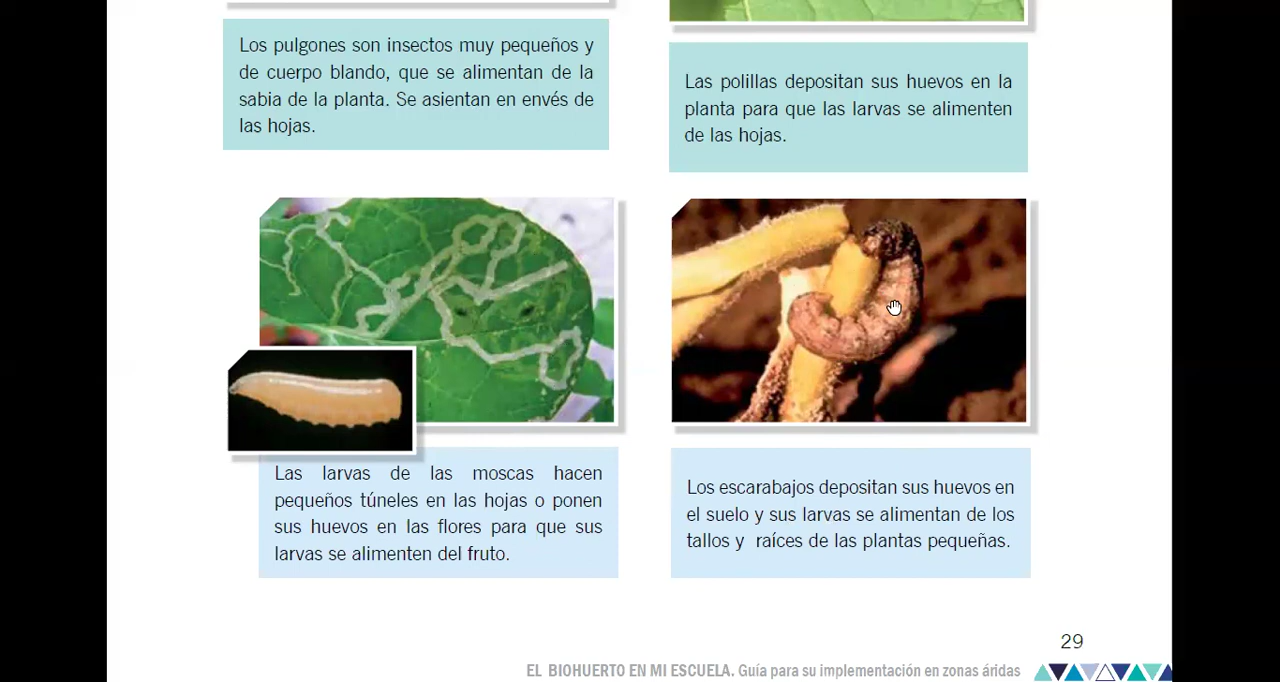 Los pulgones son insectos muy pequeños y
de cuerpo blando, que se alimentan de la
sabia de la planta. Se asientan en envés de
las hojas.
Las polillas depositan sus huevos en la
planta para que las larvas se alimenten
de las hojas.
Las larvas de las moscas hacen
pequeños túneles en las hojas o ponen
sus huevos en las flores para que sus
larvas se alimenten del fruto.
Los escarabajos depositan sus huevos en
el suelo y sus larvas se alimentan de los
tallos y raíces de las plantas pequeñas.
29
EL BIOHUERTO EN MI ESCUELA. Guía para su implementación en zonas áridas